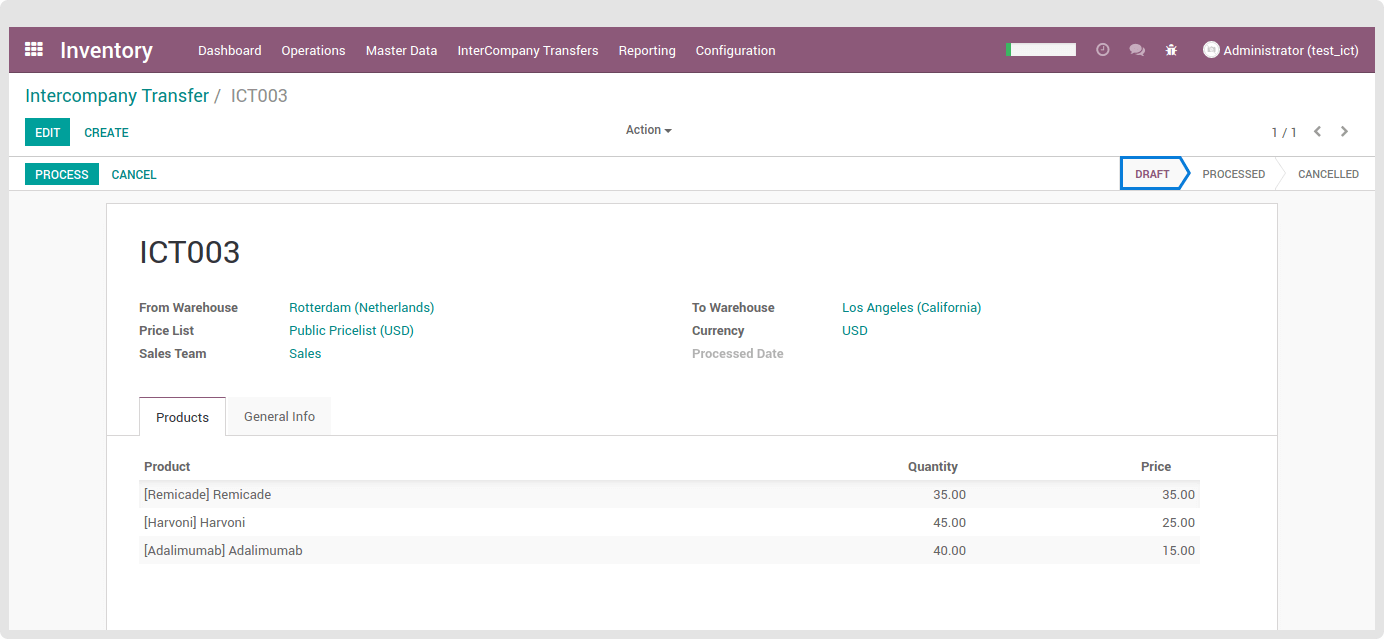 Inventory Dashboard Operations Master Data InterCompany Transfers Reporting Configuration Administrator (test_ict)
Intercompany Transfer / ICT003
EDIT CREATE Action 1 / 1
PROCESS CANCEL DRAFT PROCESSED CANCELLED
ICT003
From Warehouse Rotterdam (Netherlands) To Warehouse Los Angeles (California)
Price List Public Pricelist (USD) Currency USD
Sales Team Sales Processed Date
Products General Info
Product Quantity Price
[Remicade] Remicade 35.00 35.00
[Harvoni] Harvoni 45.00 25.00
[Adalimumab] Adalimumab 40.00 15.00